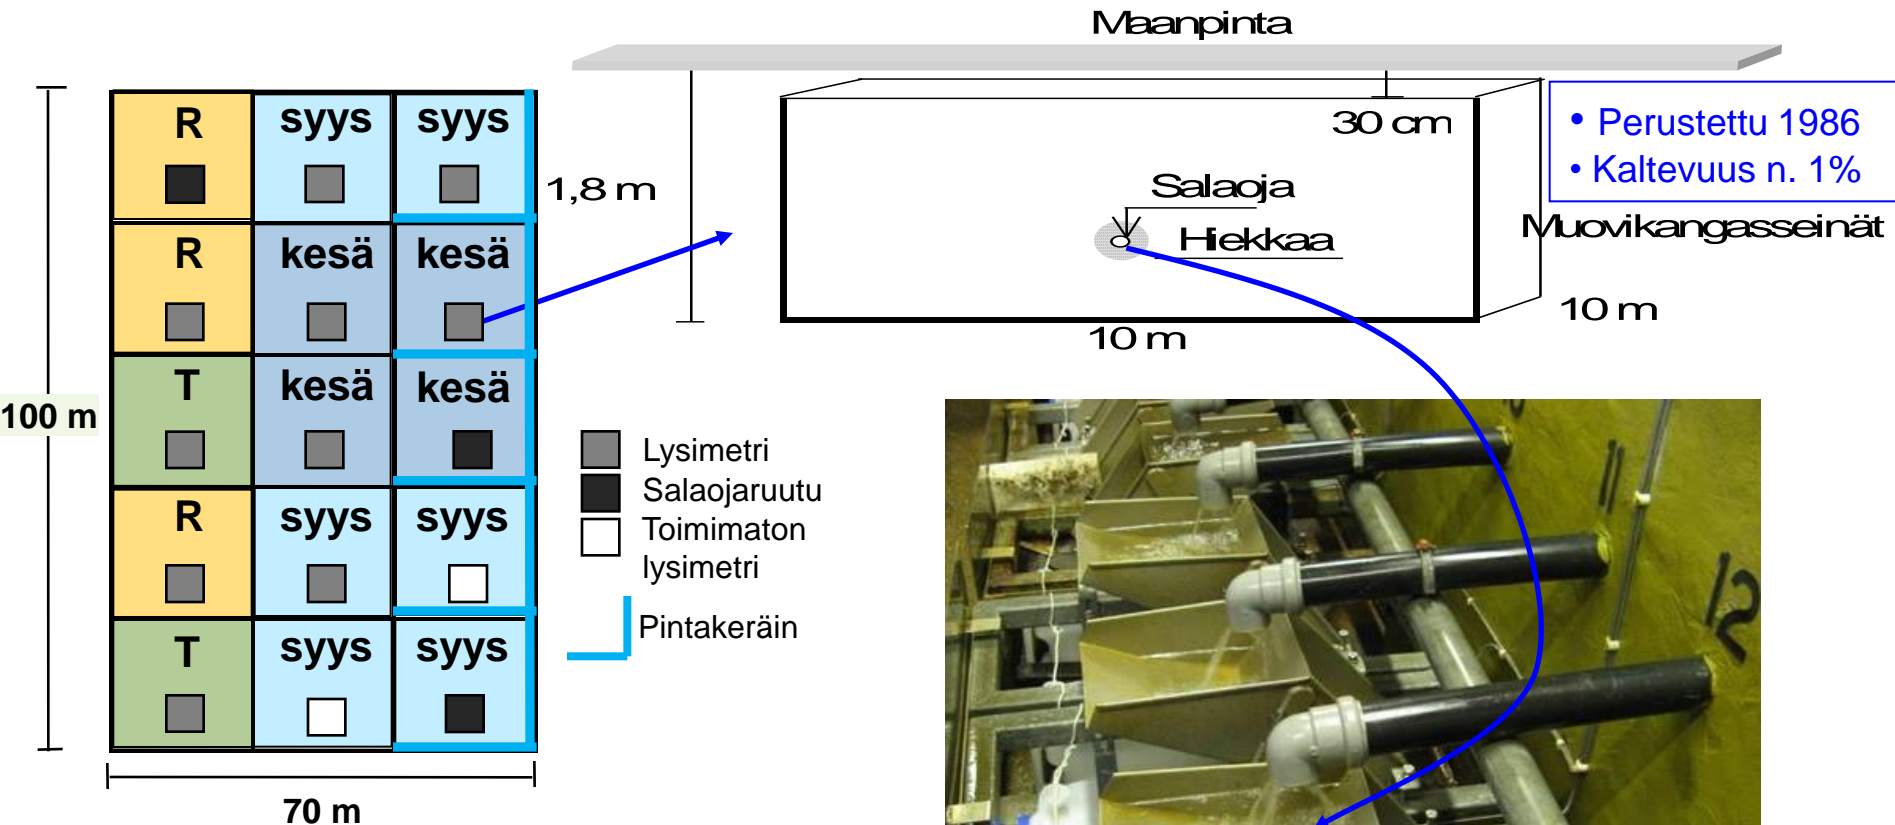 Maanpinta
R syys syys
30 cm
• Perustettu 1986
• Kaltevuus n. 1%
1,8 m
Salaoja
Hiekkaa
Muovikangasseinät
R kesä kesä
10 m
10 m
T kesä kesä
100 m
Lysimetri
Salaojaruutu
Toimimaton
lysimetri
R syys syys
Pintakeräin
T syys syys
70 m
11
12